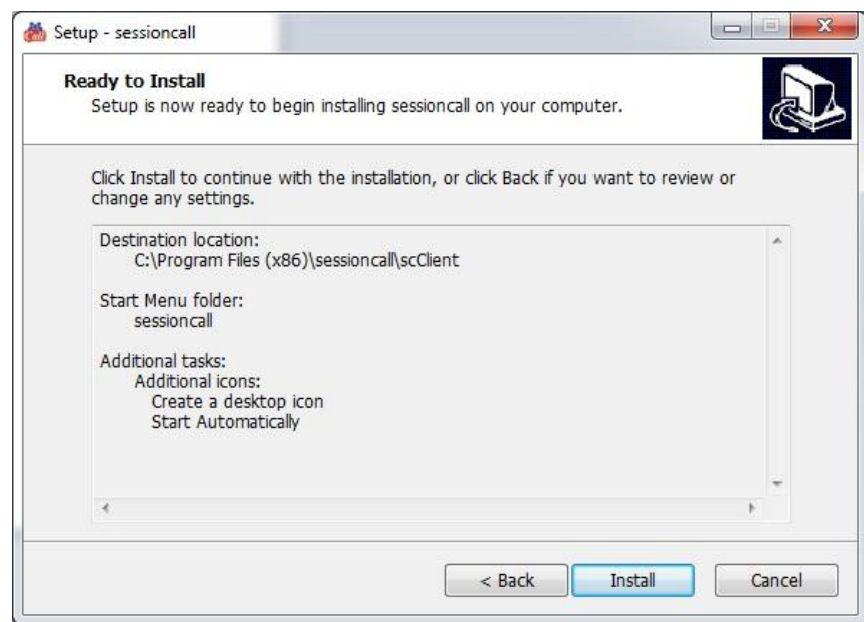 Setup - sessioncall
Ready to Install
Setup is now ready to begin installing sessioncall on your computer.
Click Install to continue with the installation, or click Back if you want to review or
change any settings.
Destination location:
C:\Program Files (x86)\sessioncall\scClient
Start Menu folder:
sessioncall
Additional tasks:
Additional icons:
Create a desktop icon
Start Automatically
< Back
Install
Cancel